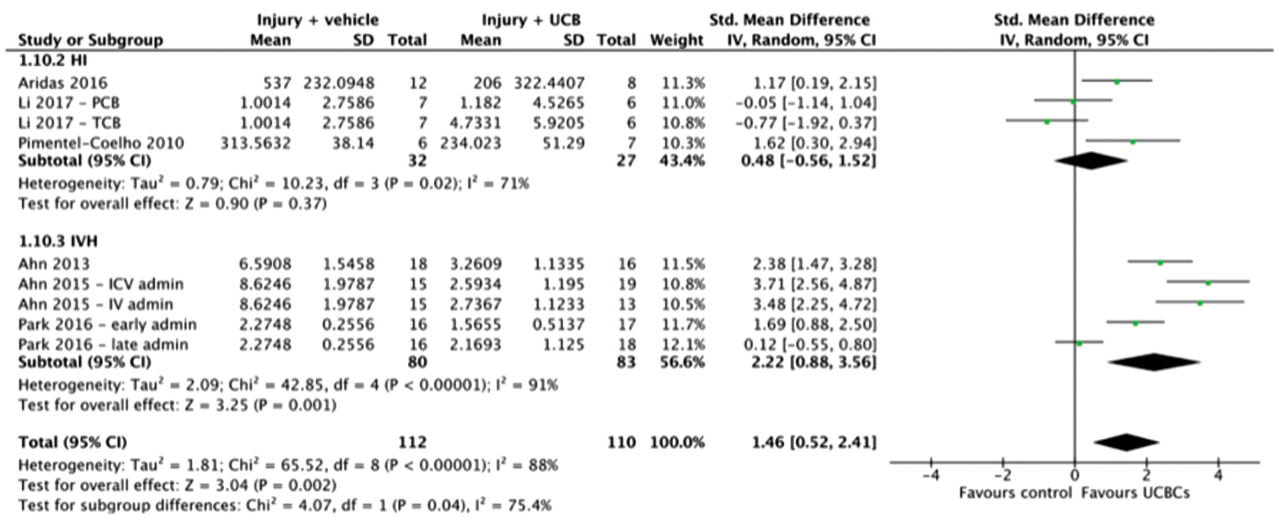 Injury + vehicle Injury + UCB Std. Mean Difference Std. Mean Difference
Study or Subgroup Mean SD Total Mean SD Total Weight IV, Random, 95% CI IV, Random, 95% CI
1.10.2 HI
Aridas 2016 537 232.0948 12 206 322.4407 8 11.3% 1.17 [0.19, 2.15]
Li 2017 – PCB 1.0014 2.7586 7 1.182 4.5265 6 11.0% -0.05 [-1.14, 1.04]
Li 2017 – TCB 1.0014 2.7586 7 4.7331 5.9205 6 10.8% -0.77 [-1.92, 0.37]
Pimentel-Coelho 2010 313.5632 38.14 6 234.023 51.29 7 10.3% 1.62 [0.30, 2.94]
Subtotal (95% CI) 32 27 43.4% 0.48 [-0.56, 1.52]
Heterogeneity: Tau² = 0.79; Chi² = 10.23, df = 3 (P = 0.02); I² = 71%
Test for overall effect: Z = 0.90 (P = 0.37)
1.10.3 IVH
Ahn 2013 6.5908 1.5458 18 3.2609 1.1335 16 11.5% 2.38 [1.47, 3.28]
Ahn 2015 – ICV admin 8.6246 1.9787 15 2.5934 1.195 19 10.8% 3.71 [2.56, 4.87]
Ahn 2015 – IV admin 8.6246 1.9787 15 2.7367 1.1233 13 10.5% 3.48 [2.25, 4.72]
Park 2016 – early admin 2.2748 0.2556 16 1.5655 0.5137 17 11.7% 1.69 [0.88, 2.50]
Park 2016 – late admin 2.2748 0.2556 16 2.1693 1.125 18 12.1% 0.12 [-0.55, 0.80]
Subtotal (95% CI) 80 83 56.6% 2.22 [0.88, 3.56]
Heterogeneity: Tau² = 2.09; Chi² = 42.85, df = 4 (P < 0.00001); I² = 91%
Test for overall effect: Z = 3.25 (P = 0.001)
Total (95% CI) 112 110 100.0% 1.46 [0.52, 2.41]
Heterogeneity: Tau² = 1.81; Chi² = 65.52, df = 8 (P < 0.00001); I² = 88%
Test for overall effect: Z = 3.04 (P = 0.002)
Test for subgroup differences: Chi² = 4.07, df = 1 (P = 0.04), I² = 75.4%
-4 -2 0 2 4
Favours control Favours UCBCs